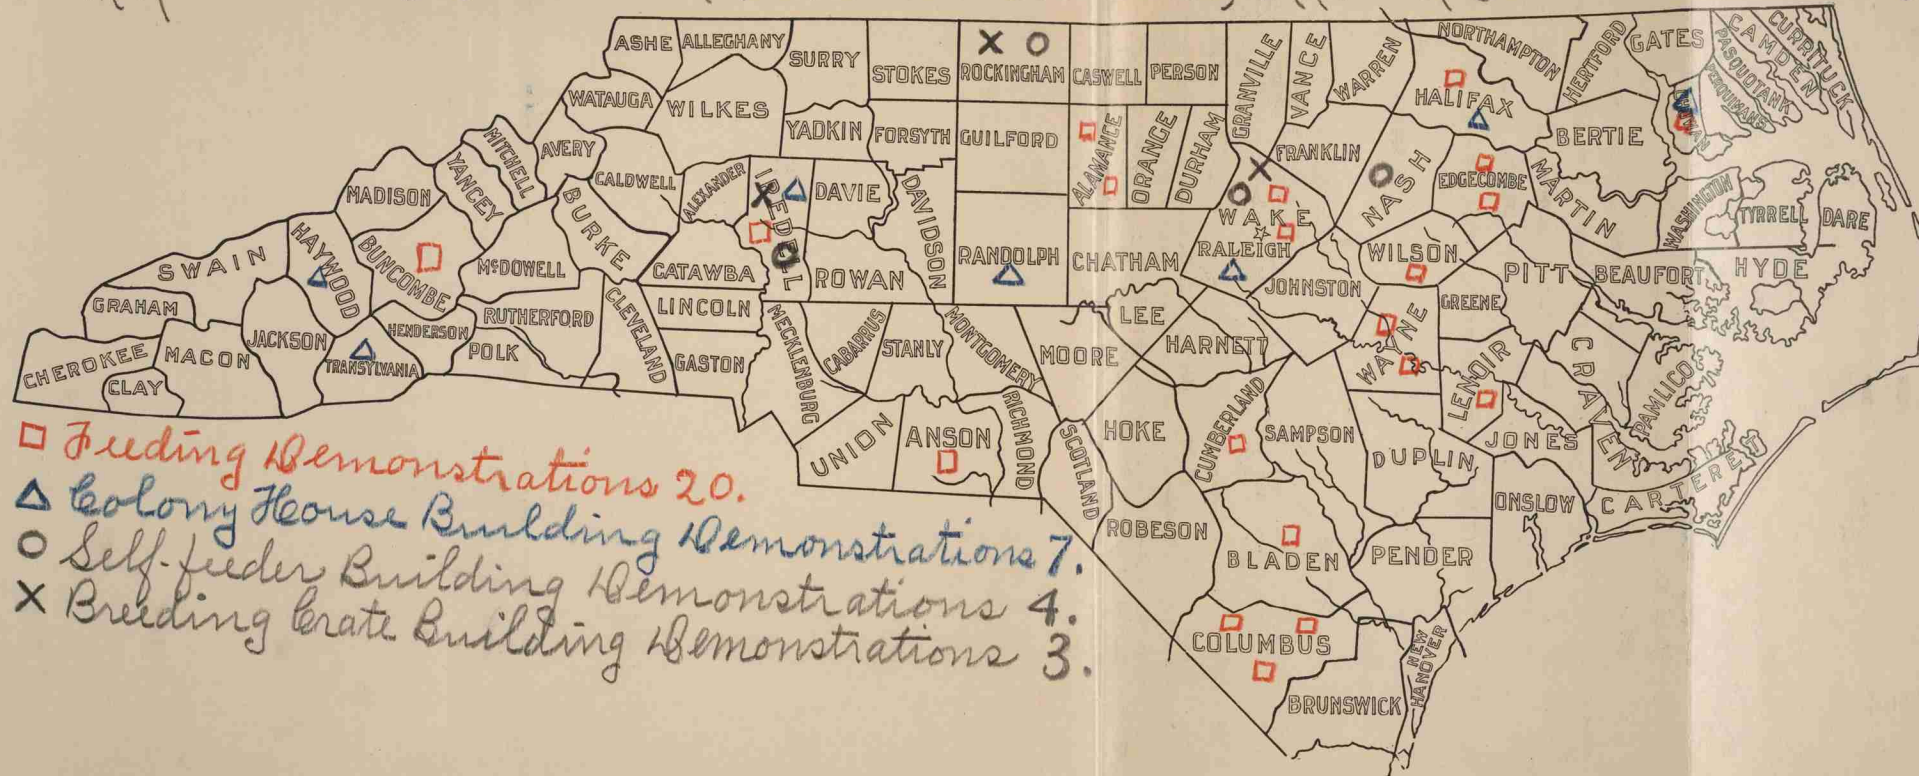 ASHE ALLEGHANY SURRY STOKES ROCKINGHAM CASWELL PERSON GRANVILLE VANCE WARREN NORTHAMPTON HERTFORD GATES CAMDEN CURRITUCK
PASQUOTANK PERQUIMANS
WATAUGA WILKES YADKIN FORSYTH GUILFORD ALAMANCE ORANGE DURHAM FRANKLIN HALIFAX BERTIE
MITCHELL AVERY CALDWELL ALEXANDER IREDELL DAVIE DAVIDSON NASH EDGECOMBE MARTIN WASHINGTON TYRRELL DARE
MADISON YANCEY BURKE WAKE
HAYWOOD BUNCOMBE McDOWELL CATAWBA ROWAN RANDOLPH CHATHAM RALEIGH WILSON PITT BEAUFORT HYDE
SWAIN JOHNSTON GREENE
GRAHAM JACKSON HENDERSON RUTHERFORD CLEVELAND LINCOLN MECKLENBURG CABARRUS STANLY MONTGOMERY LEE HARNETT WAYNE LENOIR CRAVEN PAMLICO
CHEROKEE MACON TRANSYLVANIA POLK GASTON MOORE
CLAY
UNION ANSON RICHMOND SCOTLAND HOKE CUMBERLAND SAMPSON DUPLIN JONES CARTERET
ROBESON BLADEN PENDER ONSLOW
COLUMBUS NEW HANOVER
BRUNSWICK
Feeding Demonstrations 20.
Colony House Building Demonstrations 7.
Self-feeder Building Demonstrations 4.
X Breeding Crate Building Demonstrations 3.